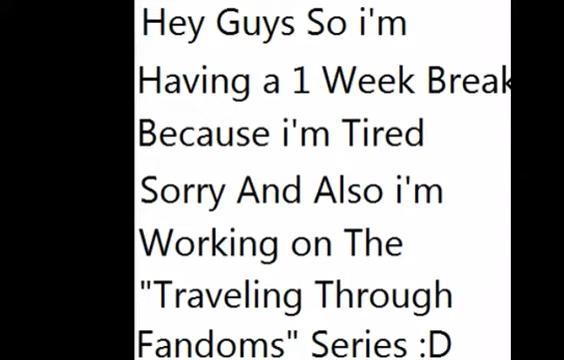 Hey Guys So i'm
Having a 1 Week Break
Because i'm Tired
Sorry And Also i'm
Working on The
"Traveling Through
Fandoms" Series :D